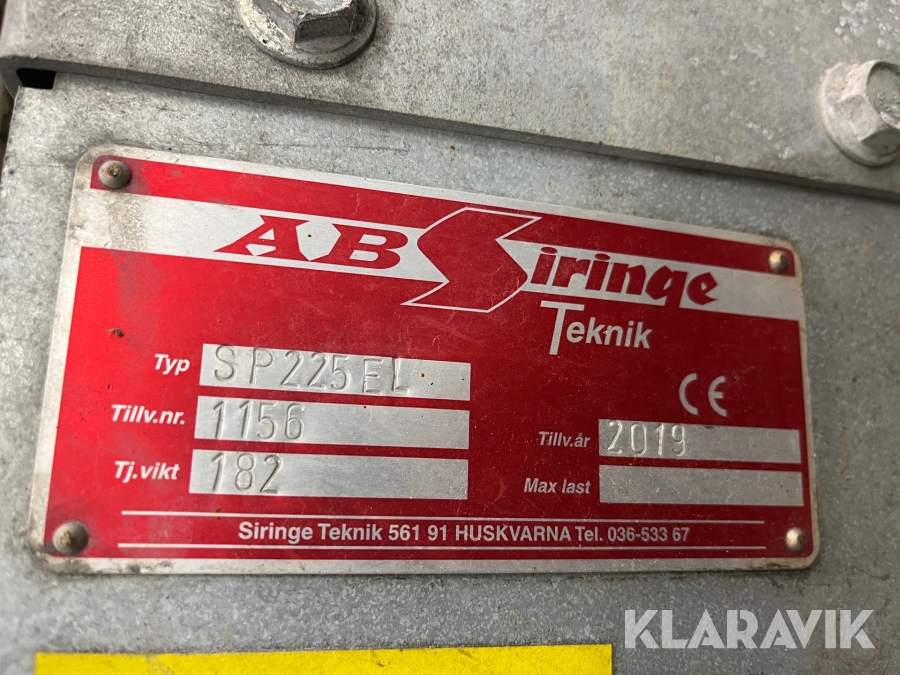 AB Siringe
Teknik
Typ SP225EL
Tillv.nr. 1156
Tillv.år 2019
Tj.vikt 182
Max last
CE
Siringe Teknik 561 91 HUSKVARNA Tel. 036-533 67
KLARAVIK